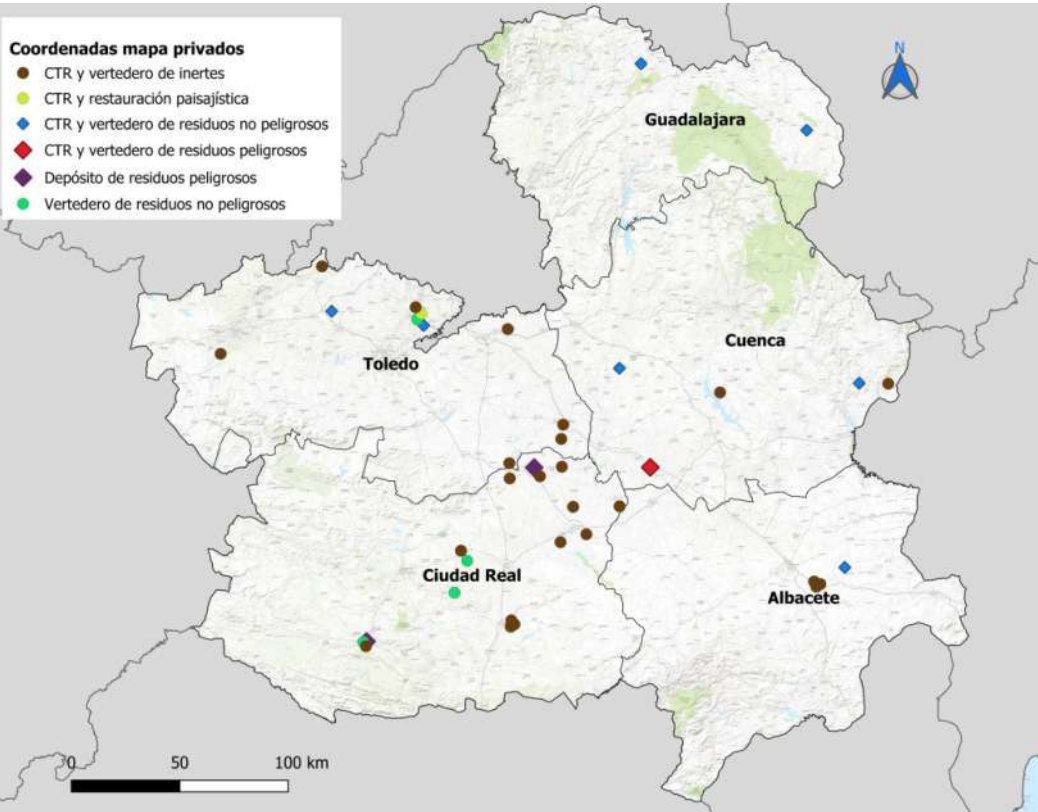 Coordenadas mapa privados
CTR y vertedero de inertes
CTR y restauración paisajística
CTR y vertedero de residuos no peligrosos
CTR y vertedero de residuos peligrosos
Depósito de residuos peligrosos
Vertedero de residuos no peligrosos
N
Guadalajara
Cuenca
Toledo
Ciudad Real
Albacete
0 50 100 km